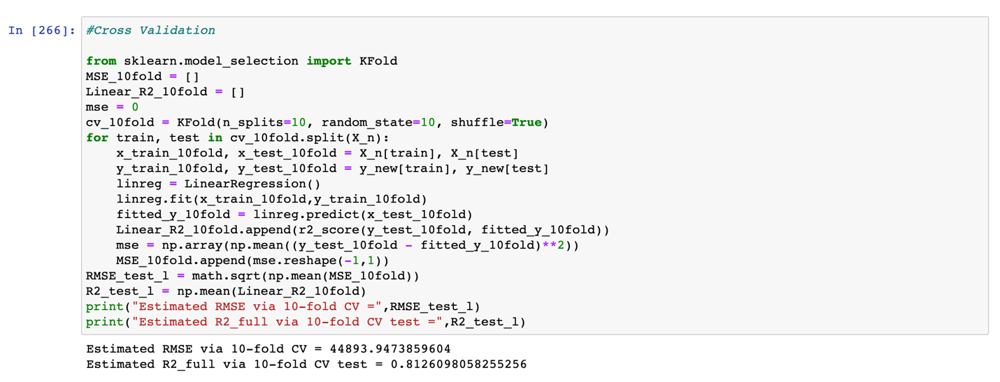 In [266]: #Cross Validation
from sklearn.model_selection import KFold
MSE_10fold = []
Linear_R2_10fold = []
mse = 0
cv_10fold = KFold(n_splits=10, random_state=10, shuffle=True)
for train, test in cv_10fold.split(X_n):
    x_train_10fold, x_test_10fold = X_n[train], X_n[test]
    y_train_10fold, y_test_10fold = y_new[train], y_new[test]
    linreg = LinearRegression()
    linreg.fit(x_train_10fold,y_train_10fold)
    fitted_y_10fold = linreg.predict(x_test_10fold)
    Linear_R2_10fold.append(r2_score(y_test_10fold, fitted_y_10fold))
    mse = np.array(np.mean((y_test_10fold - fitted_y_10fold)**2))
    MSE_10fold.append(mse.reshape(-1,1))
RMSE_test_l = math.sqrt(np.mean(MSE_10fold))
R2_test_l = np.mean(Linear_R2_10fold)
print("Estimated RMSE via 10-fold CV =",RMSE_test_l)
print("Estimated R2_full via 10-fold CV test =",R2_test_l)
Estimated RMSE via 10-fold CV = 44893.9473859604
Estimated R2_full via 10-fold CV test = 0.8126098058255256